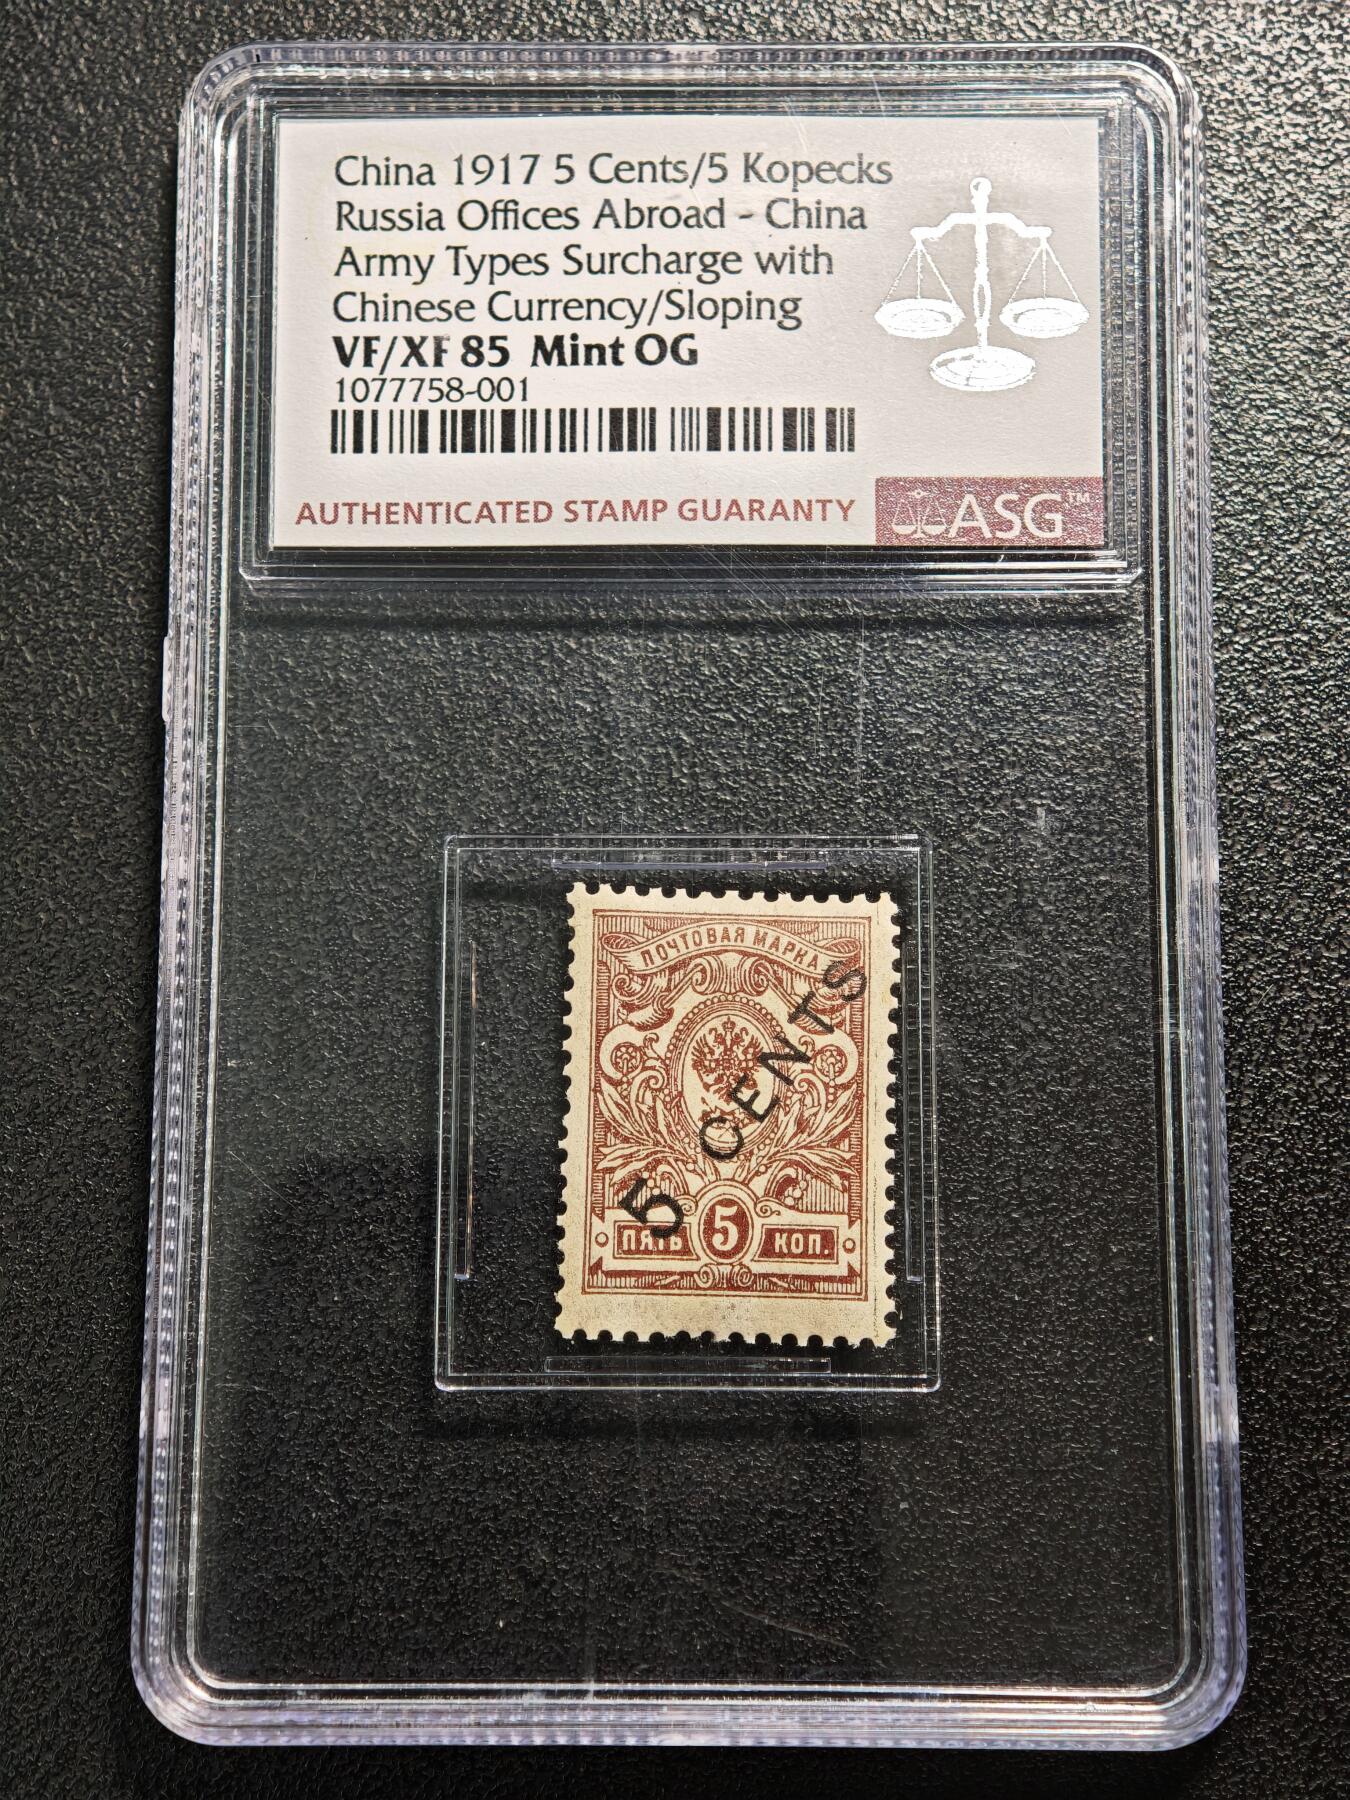 China 1917 5 Cents/5 Kopecks
Russia Offices Abroad - China
Army Types Surcharge with
Chinese Currency/Sloping
VF/XF 85 Mint OG
1077758-001
AUTHENTICATED STAMP GUARANTY
ASG™
ПОЧТОВАЯ МАРКА
5 CENTS
ПЯТЬ 5 КОП.